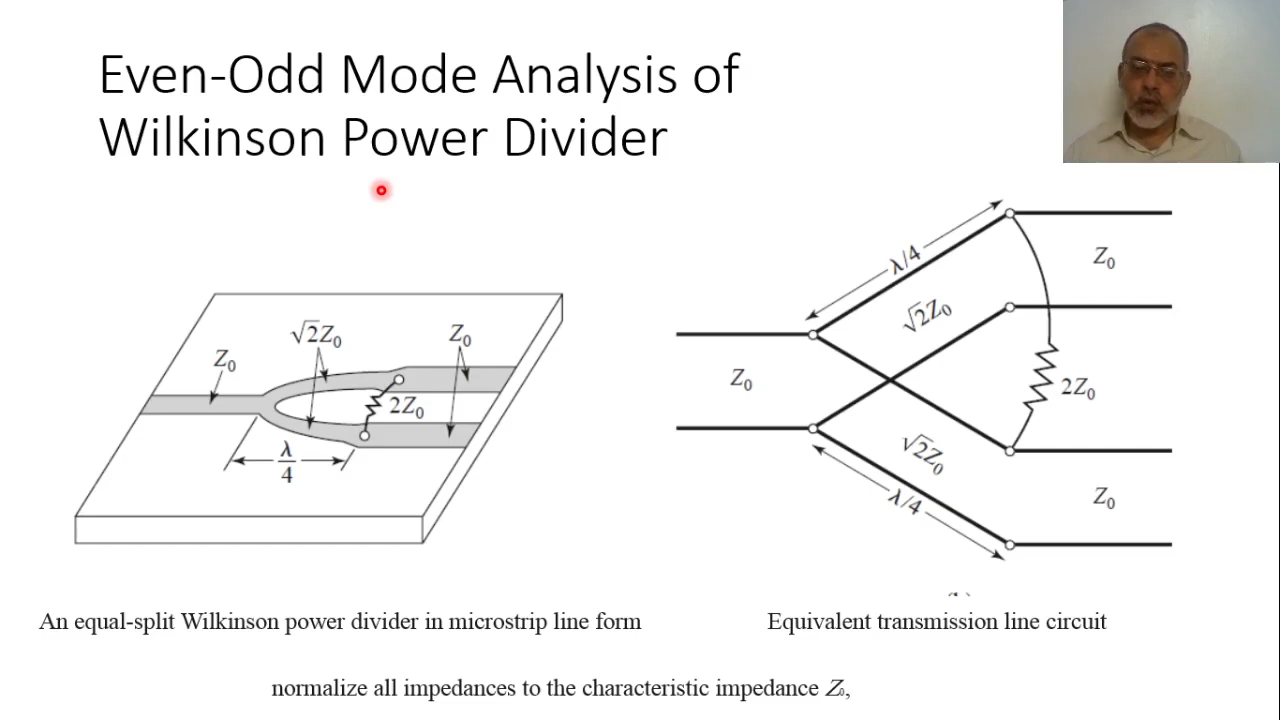 Even-Odd Mode Analysis of
Wilkinson Power Divider
√2Z₀
Z₀
Z₀
2Z₀
λ
4
λ/4
Z₀
√2Z₀
Z₀
2Z₀
√2Z₀
Z₀
λ/4
An equal-split Wilkinson power divider in microstrip line form
Equivalent transmission line circuit
normalize all impedances to the characteristic impedance Z₀,